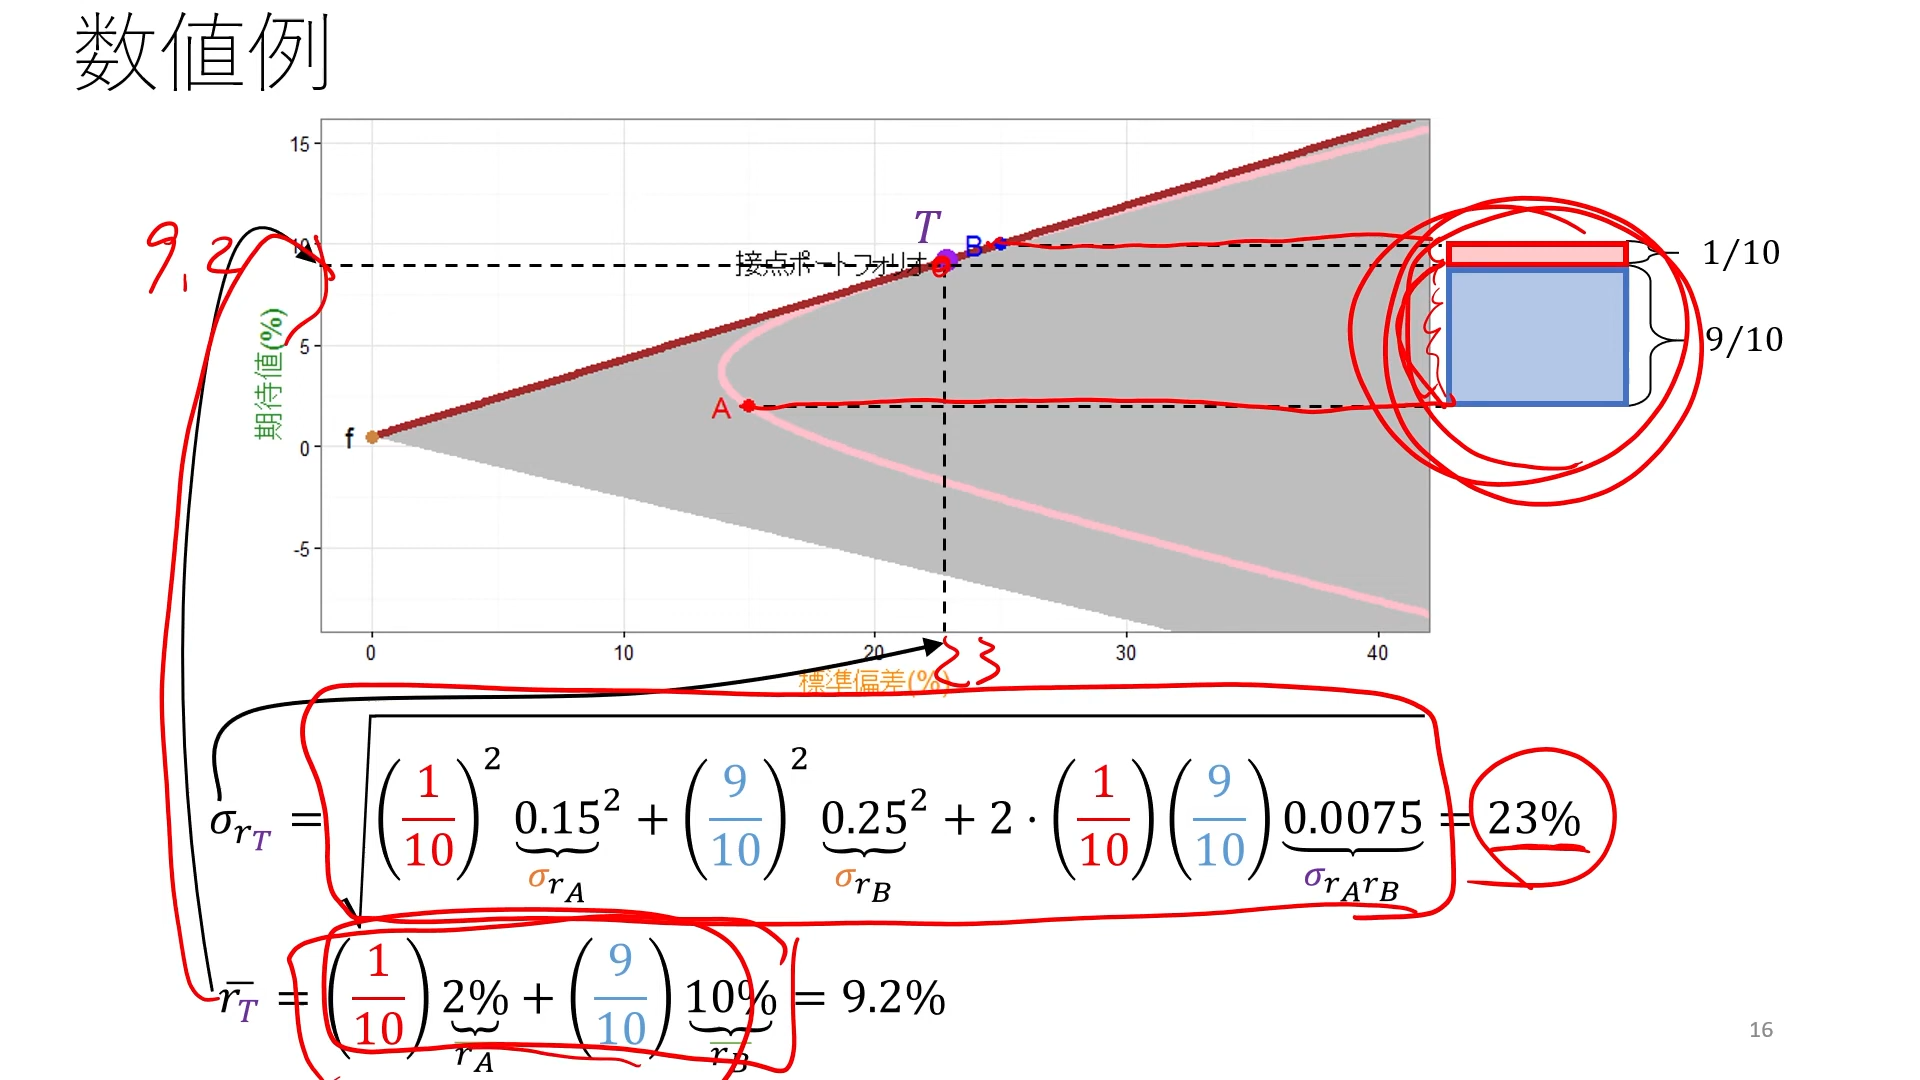 数値例
15
10
5
0
-5
期待値(%)
9.2
f
A
B
T
接点ポートフォリオ
1/10
9/10
0 10 20 30 40
標準偏差(%)
23
σ_{r_T} = √((1/10)² 0.15² + (9/10)² 0.25² + 2 · (1/10)(9/10) 0.0075) = 23%
σ_{r_A} σ_{r_B} σ_{r_A r_B}
r̄_T = (1/10) 2% + (9/10) 10% = 9.2%
r̄_A r̄_B
16